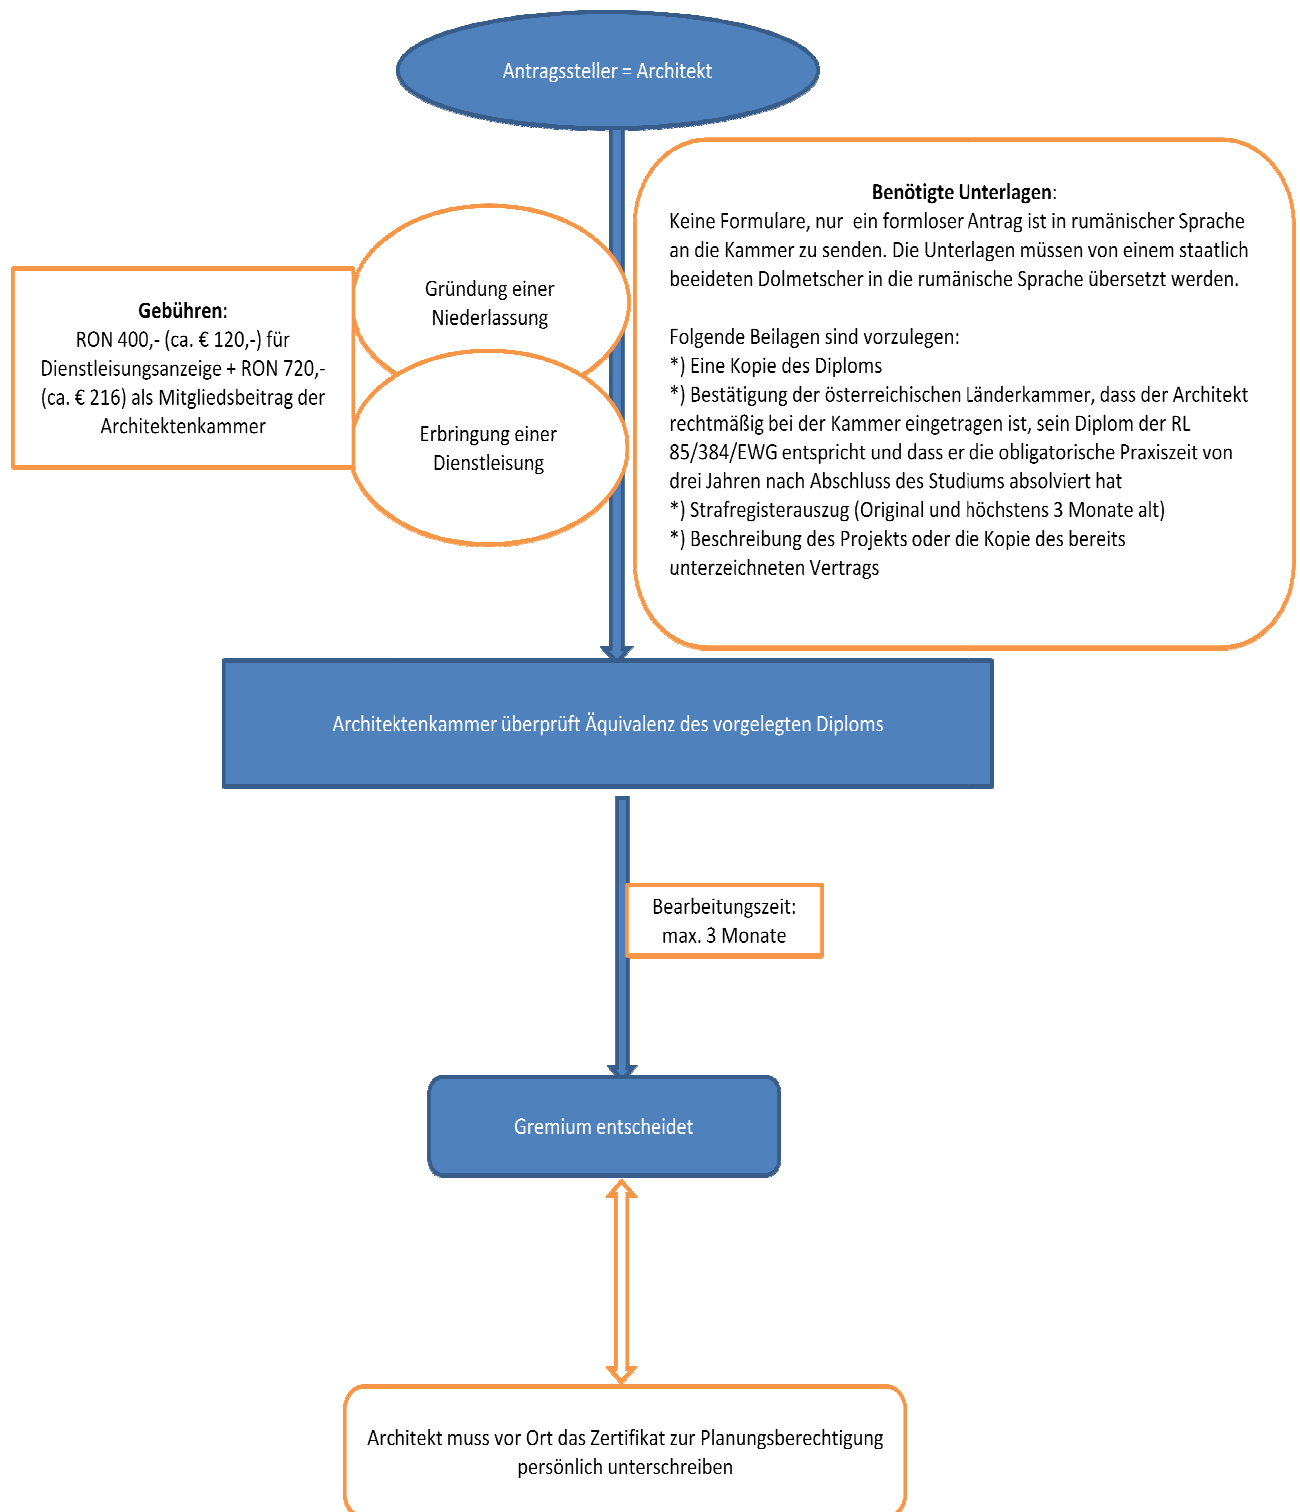 Antragssteller = Architekt
Benötigte Unterlagen:
Keine Formulare, nur ein formloser Antrag ist in rumänischer Sprache
an die Kammer zu senden. Die Unterlagen müssen von einem staatlich
beeideten Dolmetscher in die rumänische Sprache übersetzt werden.
Folgende Beilagen sind vorzulegen:
*) Eine Kopie des Diploms
*) Bestätigung der österreichischen Länderkammer, dass der Architekt
rechtmäßig bei der Kammer eingetragen ist, sein Diplom der RL
85/384/EWG entspricht und dass er die obligatorische Praxiszeit von
drei Jahren nach Abschluss des Studiums absolviert hat
*) Strafregisterauszug (Original und höchstens 3 Monate alt)
*) Beschreibung des Projekts oder die Kopie des bereits
unterzeichneten Vertrags
Gründung einer
Niederlassung
Gebühren:
RON 400,- (ca. € 120,-) für
Dienstleisungsanzeige + RON 720,-
(ca. € 216) als Mitgliedsbeitrag der
Architektenkammer
Erbringung einer
Dienstleisung
Architektenkammer überprüft Äquivalenz des vorgelegten Diploms
Bearbeitungszeit:
max. 3 Monate
Gremium entscheidet
Architekt muss vor Ort das Zertifikat zur Planungsberechtigung
persönlich unterschreiben